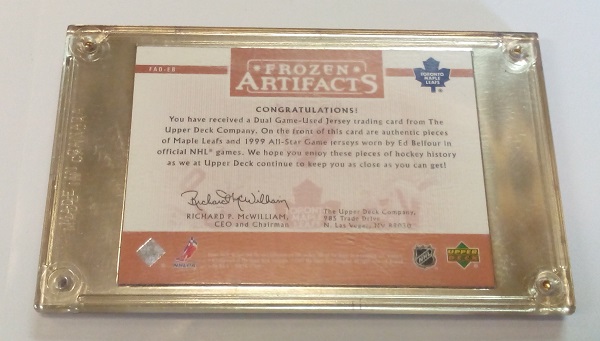 FAD-EB
FROZEN
ARTIFACTS
TORONTO
MAPLE
LEAFS
CONGRATULATIONS!
You have received a Dual Game-Used Jersey trading card from The
Upper Deck Company. On the front of this card are authentic pieces
of Maple Leafs and 1999 All-Star Game jerseys worn by Ed Belfour in
official NHL® games. We hope you enjoy these pieces of hockey history
as we at Upper Deck continue to keep you as close as you can get!
Richard McWilliam
RICHARD P. McWILLIAM,
CEO and Chairman
The Upper Deck Company,
985 Trade Drive,
N. Las Vegas, NV 89030
NHLPA
NHL
UPPER
DECK